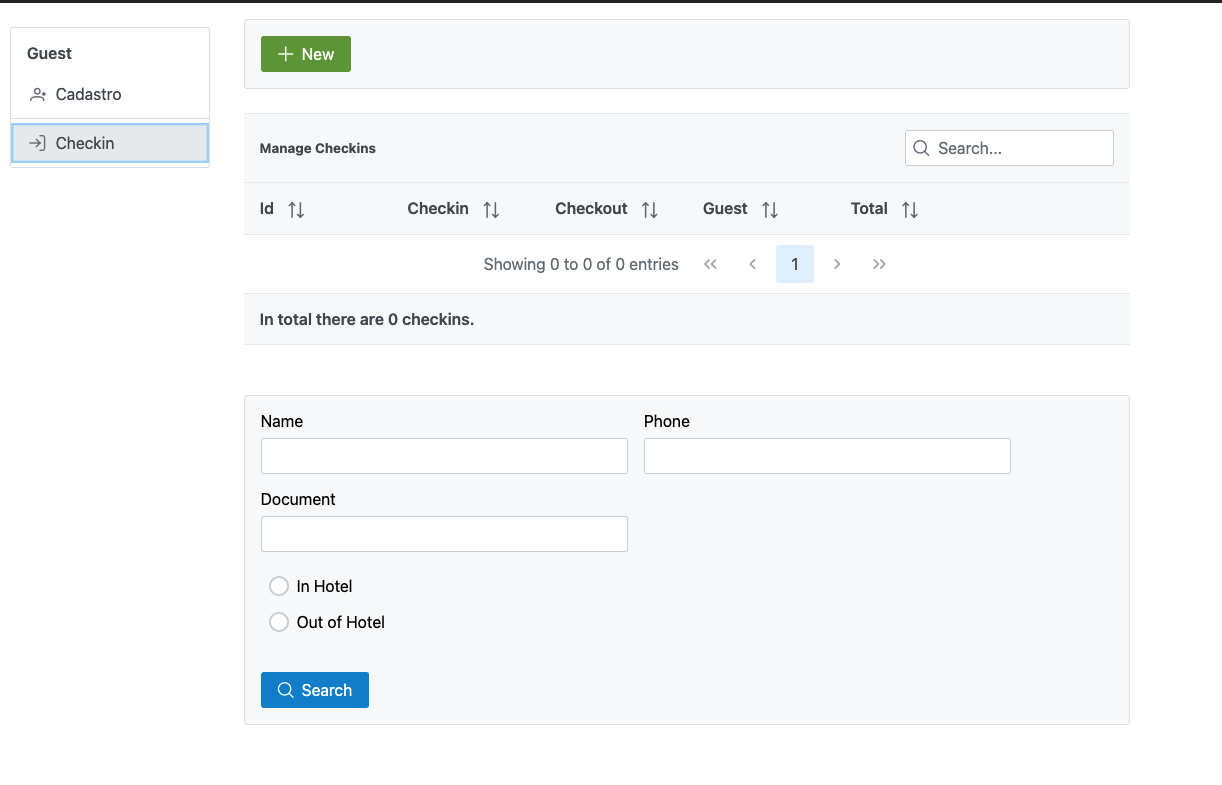 Guest
Cadastro
Checkin
New
Manage Checkins
Search...
Id Checkin Checkout Guest Total
Showing 0 to 0 of 0 entries
1
In total there are 0 checkins.
Name Phone
Document
In Hotel
Out of Hotel
Search